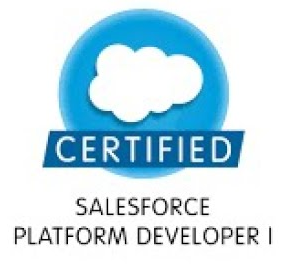 CERTIFIED
SALESFORCE
PLATFORM DEVELOPER I